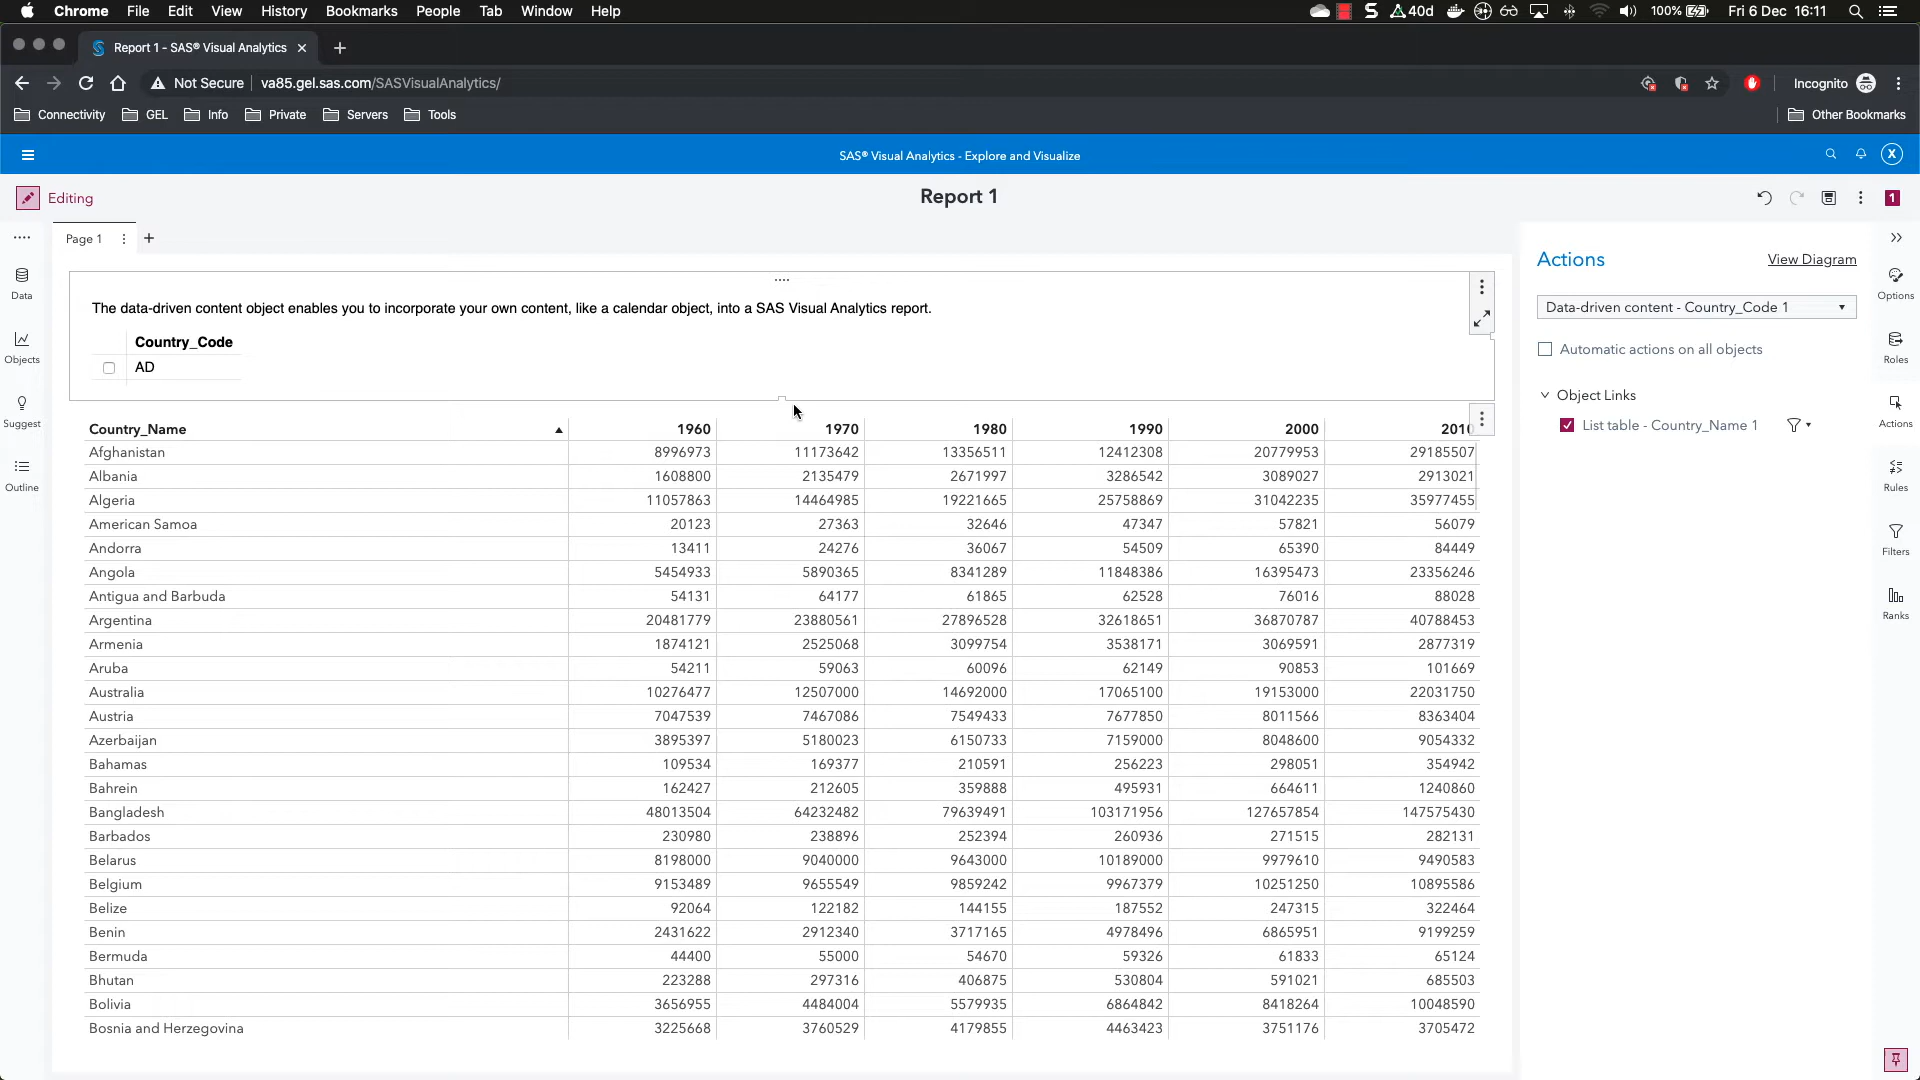 Chrome File Edit View History Bookmarks People Tab Window Help 40d 100% Fri 6 Dec 16:11
Report 1 - SAS® Visual Analytics
Not Secure va85.gel.sas.com/SASVisualAnalytics/ Incognito
Connectivity GEL Info Private Servers Tools Other Bookmarks
SAS® Visual Analytics - Explore and Visualize X
Editing Report 1 1
Page 1
Data
Objects
Suggest
Outline
The data-driven content object enables you to incorporate your own content, like a calendar object, into a SAS Visual Analytics report.
Country_Code
AD
Country_Name 1960 1970 1980 1990 2000 2010
Afghanistan 8996973 11173642 13356511 12412308 20779953 29185507
Albania 1608800 2135479 2671997 3286542 3089027 2913021
Algeria 11057863 14464985 19221665 25758869 31042235 35977455
American Samoa 20123 27363 32646 47347 57821 56079
Andorra 13411 24276 36067 54509 65390 84449
Angola 5454933 5890365 8341289 11848386 16395473 23356246
Antigua and Barbuda 54131 64177 61865 62528 76016 88028
Argentina 20481779 23880561 27896528 32618651 36870787 40788453
Armenia 1874121 2525068 3099754 3538171 3069591 2877319
Aruba 54211 59063 60096 62149 90853 101669
Australia 10276477 12507000 14692000 17065100 19153000 22031750
Austria 7047539 7467086 7549433 7677850 8011566 8363404
Azerbaijan 3895397 5180023 6150733 7159000 8048600 9054332
Bahamas 109534 169377 210591 256223 298051 354942
Bahrein 162427 212605 359888 495931 664611 1240860
Bangladesh 48013504 64232482 79639491 103171956 127657854 147575430
Barbados 230980 238896 252394 260936 271515 282131
Belarus 8198000 9040000 9643000 10189000 9979610 9490583
Belgium 9153489 9655549 9859242 9967379 10251250 10895586
Belize 92064 122182 144155 187552 247315 322464
Benin 2431622 2912340 3717165 4978496 6865951 9199259
Bermuda 44400 55000 54670 59326 61833 65124
Bhutan 223288 297316 406875 530804 591021 685503
Bolivia 3656955 4484004 5579935 6864842 8418264 10048590
Bosnia and Herzegovina 3225668 3760529 4179855 4463423 3751176 3705472
Actions View Diagram
Data-driven content - Country_Code 1
Automatic actions on all objects
Object Links
List table - Country_Name 1
Options
Roles
Actions
Rules
Filters
Ranks